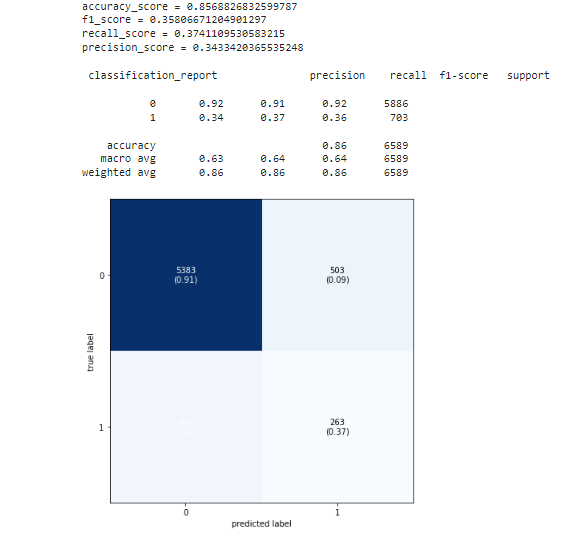 accuracy_score = 0.8568826832599787
f1_score = 0.35806671204901297
recall_score = 0.3741109530583215
precision_score = 0.3433420365535248
classification_report precision recall f1-score support
0 0.92 0.91 0.92 5886
1 0.34 0.37 0.36 703
accuracy 0.86 6589
macro avg 0.63 0.64 0.64 6589
weighted avg 0.86 0.86 0.86 6589
5383
(0.91)
503
(0.09)
0
true label
263
(0.37)
1
0
1
predicted label